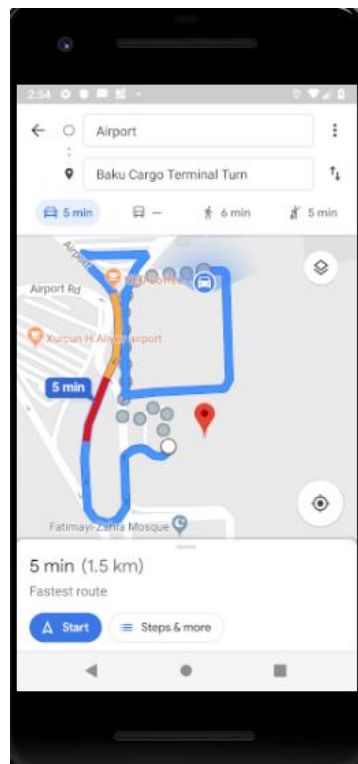 2:54
Airport
Baku Cargo Terminal Turn
5 min
—
6 min
5 min
Airport
Airport Rd
Xurcun H.Aliyev airport
5 min
Fatimayi-Zahra Mosque
5 min (1.5 km)
Fastest route
Start
Steps & more